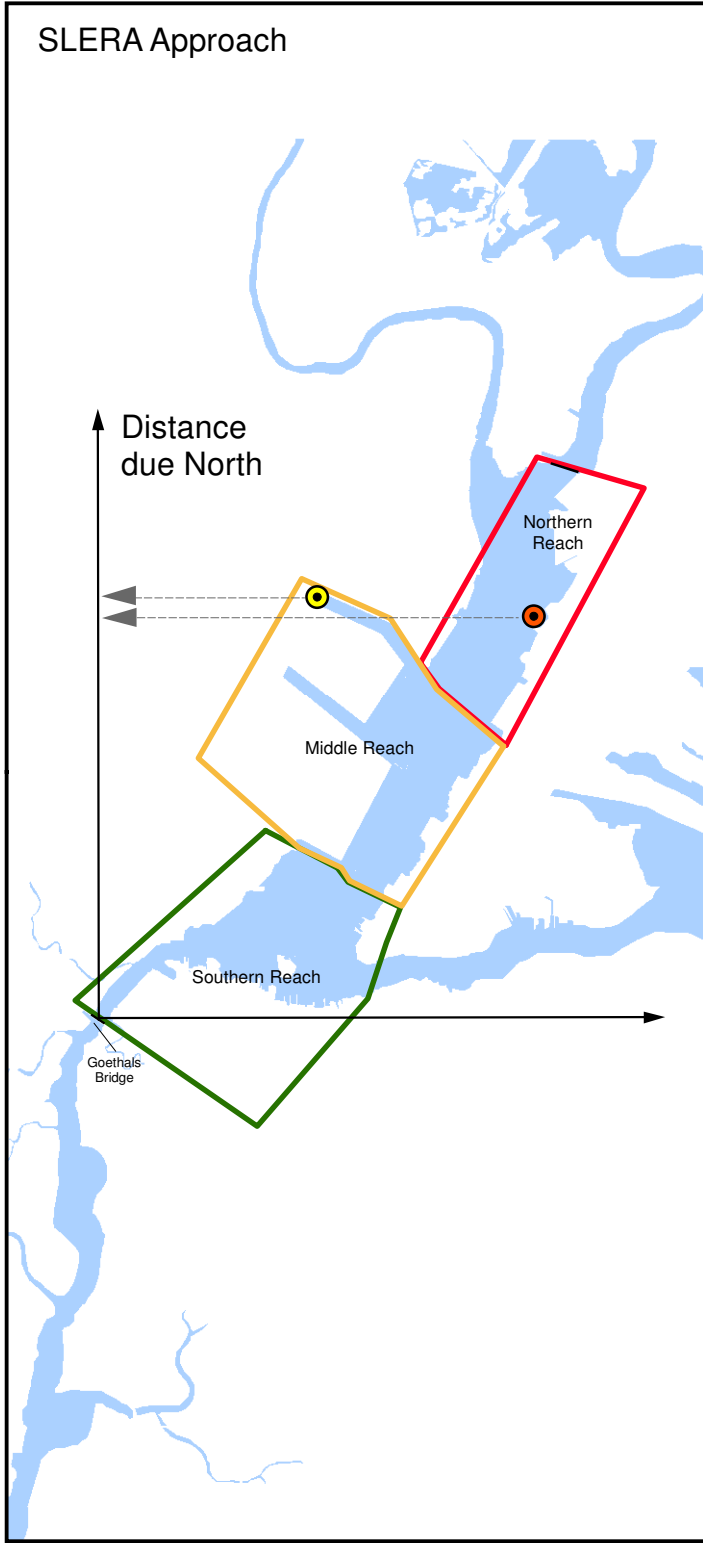 SLERA Approach
Distance
due North
Northern
Reach
Middle Reach
Southern Reach
Goethals
Bridge